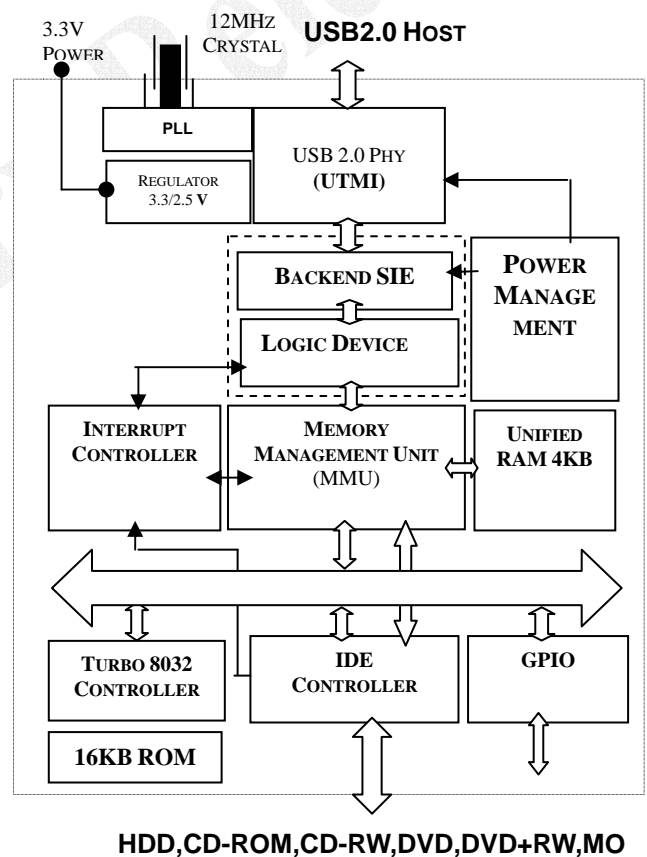 3.3V
POWER
12MHz
CRYSTAL
USB2.0 HOST
PLL
REGULATOR
3.3/2.5 V
USB 2.0 PHY
(UTMI)
BACKEND SIE
LOGIC DEVICE
POWER
MANAGE
MENT
INTERRUPT
CONTROLLER
MEMORY
MANAGEMENT UNIT
(MMU)
UNIFIED
RAM 4KB
TURBO 8032
CONTROLLER
IDE
CONTROLLER
GPIO
16KB ROM
HDD,CD-ROM,CD-RW,DVD,DVD+RW,MO